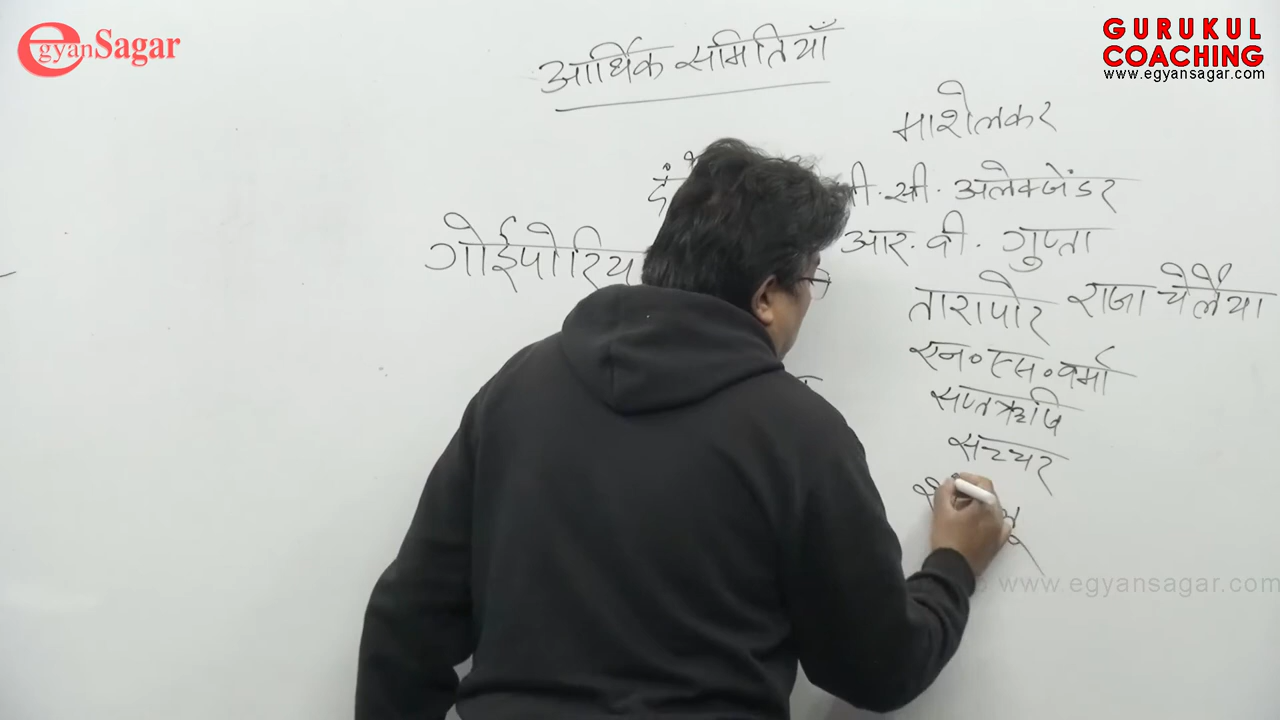 egyanSagar
GURUKUL
COACHING
www.egyansagar.com
आर्थिक समितियाँ
माशेलकर
सी. अलेक्जेंडर
गोईपोरिय
आर. वी. गुप्ता
तारापोर राजा चेलैया
एन॰ एस॰ वर्मा
सप्तऋषि
सच्चर
www.egyansagar.com